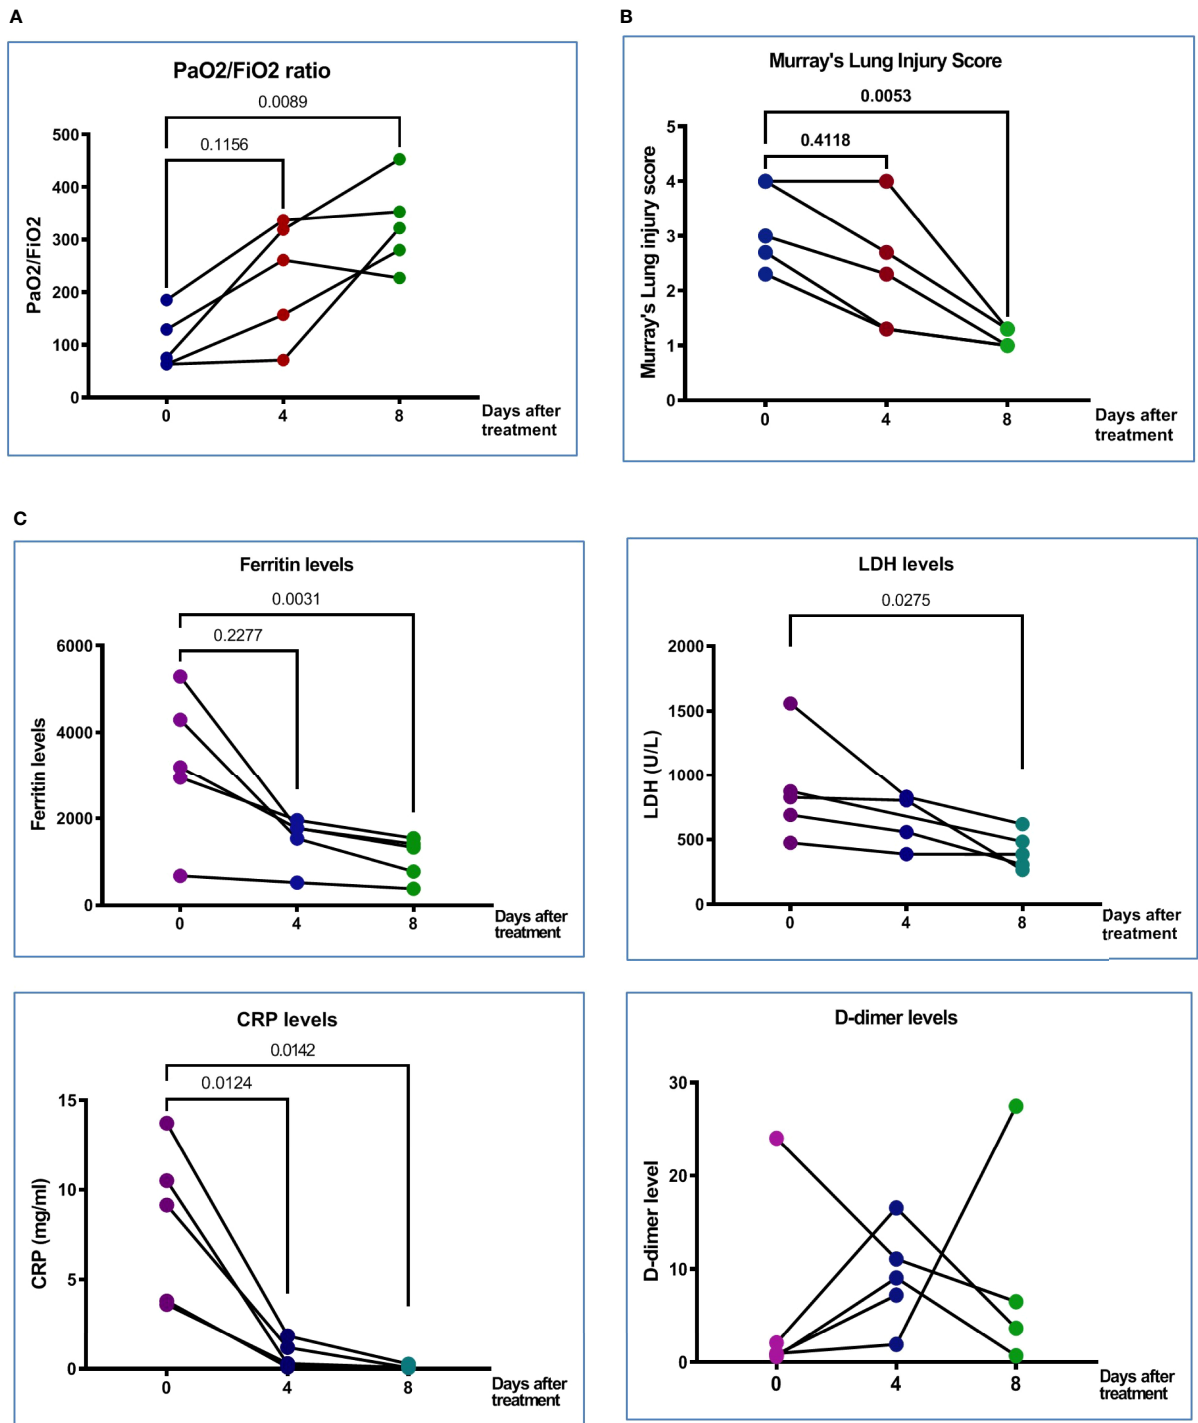 A
PaO2/FiO2 ratio
0.0089
0.1156
500
400
300
200
100
0
PaO2/FiO2
0
4
8
Days after
treatment
B
Murray's Lung Injury Score
0.0053
0.4118
5
4
3
2
1
0
Murray's Lung injury score
0
4
8
Days after
treatment
C
Ferritin levels
0.0031
0.2277
6000
4000
2000
0
Ferritin levels
0
4
8
Days after
treatment
LDH levels
0.0275
2000
1500
1000
500
0
LDH (U/L)
0
4
8
Days after
treatment
CRP levels
0.0142
0.0124
15
10
5
0
CRP (mg/ml)
0
4
8
Days after
treatment
D-dimer levels
30
20
10
0
D-dimer level
0
4
8
Days after
treatment